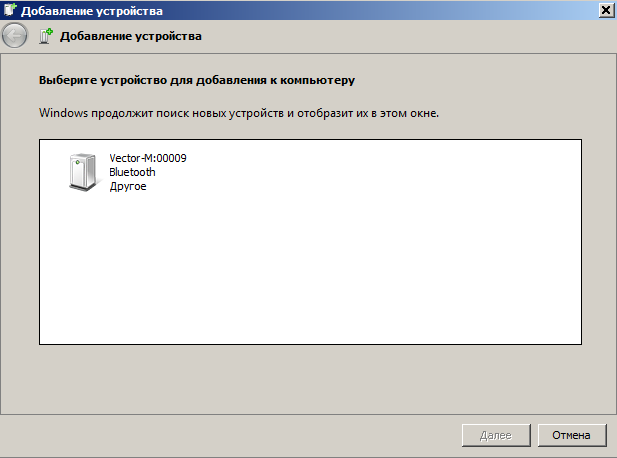 Добавление устройства
Добавление устройства
Выберите устройство для добавления к компьютеру
Windows продолжит поиск новых устройств и отобразит их в этом окне.
Vector-M:00009
Bluetooth
Другое
Далее
Отмена